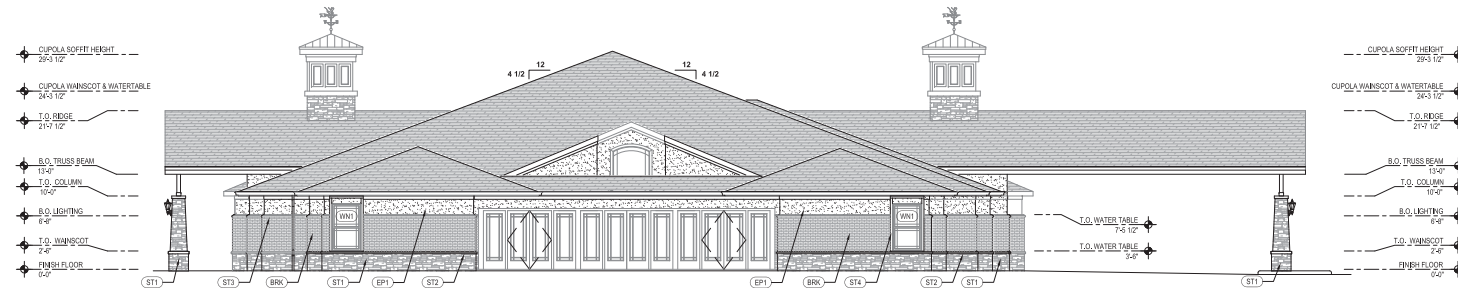 CUPOLA SOFFIT HEIGHT
29'-3 1/2"
CUPOLA WAINSCOT & WATERTABLE
24'-3 1/2"
T.O. RIDGE
21'-7 1/2"
B.O. TRUSS BEAM
13'-0"
T.O. COLUMN
10'-0"
B.O. LIGHTING
6'-8"
T.O. WAINSCOT
2'-6"
FINISH FLOOR
0'-0"
12
4 1/2
12
4 1/2
WN1
WN1
CUPOLA SOFFIT HEIGHT
29'-3 1/2"
CUPOLA WAINSCOT & WATERTABLE
24'-3 1/2"
T.O. RIDGE
21'-7 1/2"
B.O. TRUSS BEAM
13'-0"
T.O. COLUMN
10'-0"
B.O. LIGHTING
6'-8"
T.O. WAINSCOT
2'-6"
FINISH FLOOR
0'-0"
T.O. WATER TABLE
7'-5 1/2"
T.O. WATER TABLE
3'-6"
ST1
ST3
BRK
ST1
EP1
ST2
EP1
BRK
ST4
ST2
ST1
ST1